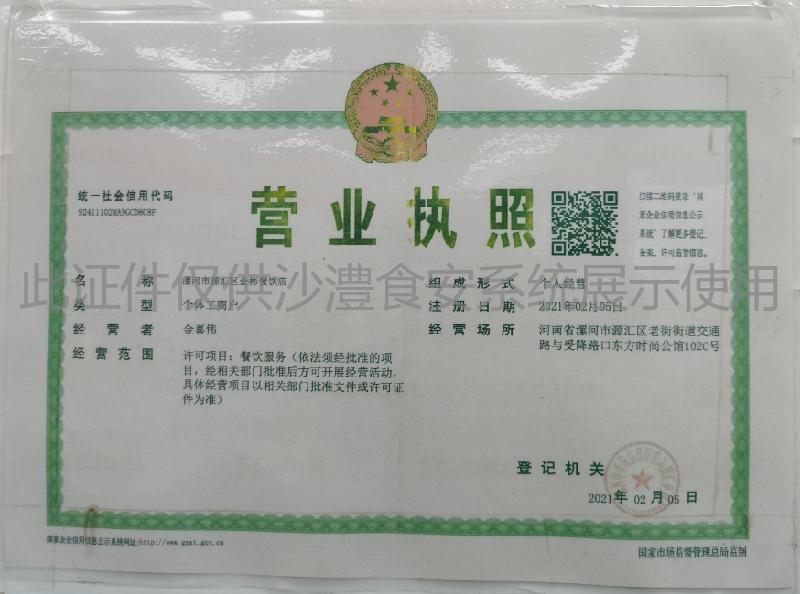 统一社会信用代码
92411102MA9GCD8C8F
营业执照
扫描二维码登录“国
家企业信用信息公示
系统”了解更多登记、
备案、许可监管信息。
此证件仅供沙澧食安系统展示使用
名 称
漯河市源汇区
餐饮店
类 型 个体工商户
经 营 者 金喜伟
经营范围 许可项目：餐饮服务（依法须经批准的项
目，经相关部门批准后方可开展经营活动，
具体经营项目以相关部门批准文件或许可证
件为准）
组成形式 个人经营
注册日期 2021年02月05日
经营场所 河南省漯河市源汇区老街街道交通
路与受降路口东方时尚公馆102C号
登记机关
2021年 02 月 05 日
国家企业信用信息公示系统网址:http://www.gsxt.gov.cn
国家市场监督管理总局监制